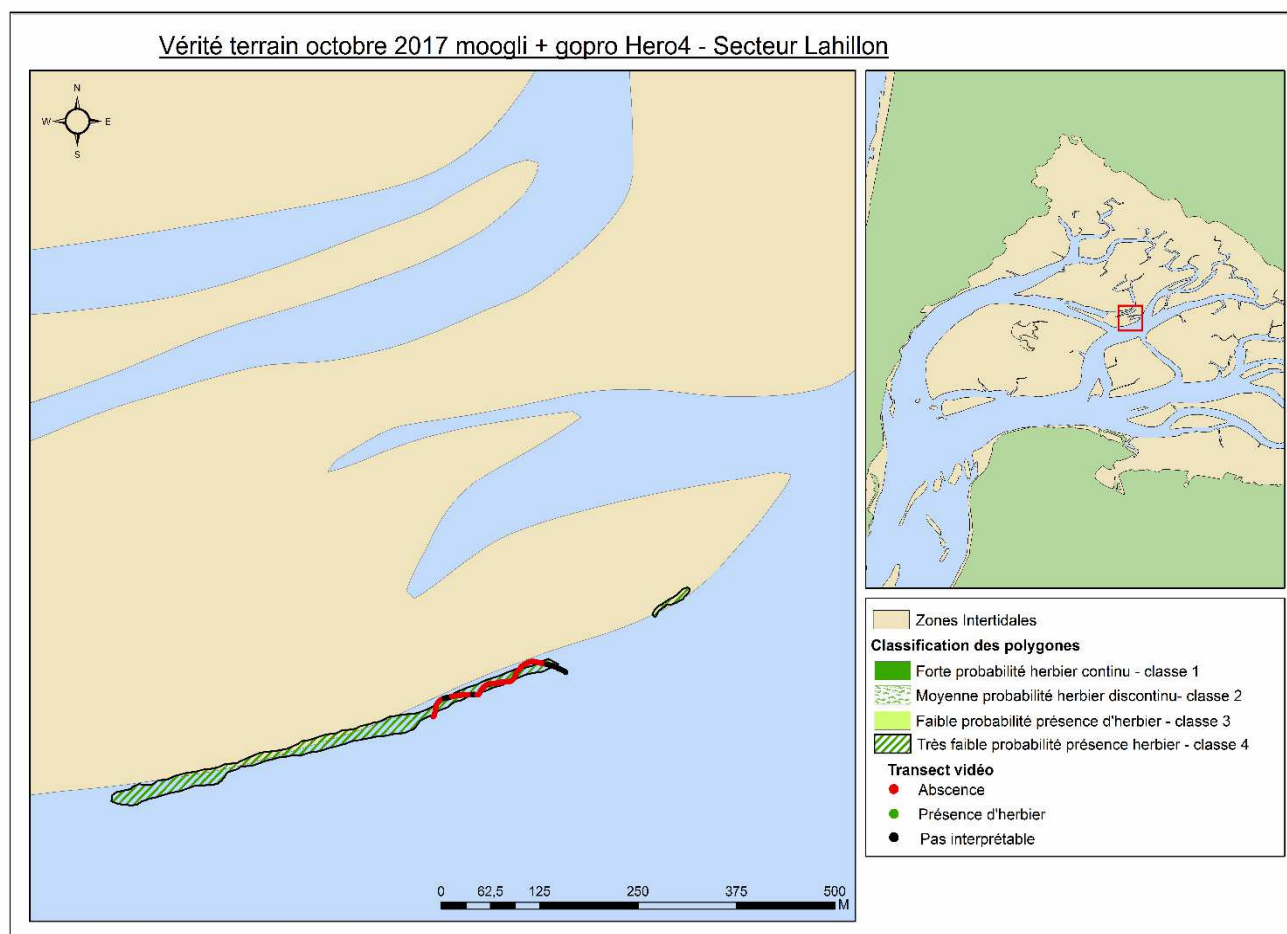 Vérité terrain octobre 2017 moogli + gopro Hero4 - Secteur Lahillon
N
W E
S
0 62,5 125 250 375 500
M
Zones Intertidales
Classification des polygones
Forte probabilité herbier continu - classe 1
Moyenne probabilité herbier discontinu- classe 2
Faible probabilité présence d'herbier - classe 3
Très faible probabilité présence herbier - classe 4
Transect vidéo
Abscence
Présence d'herbier
Pas interprétable